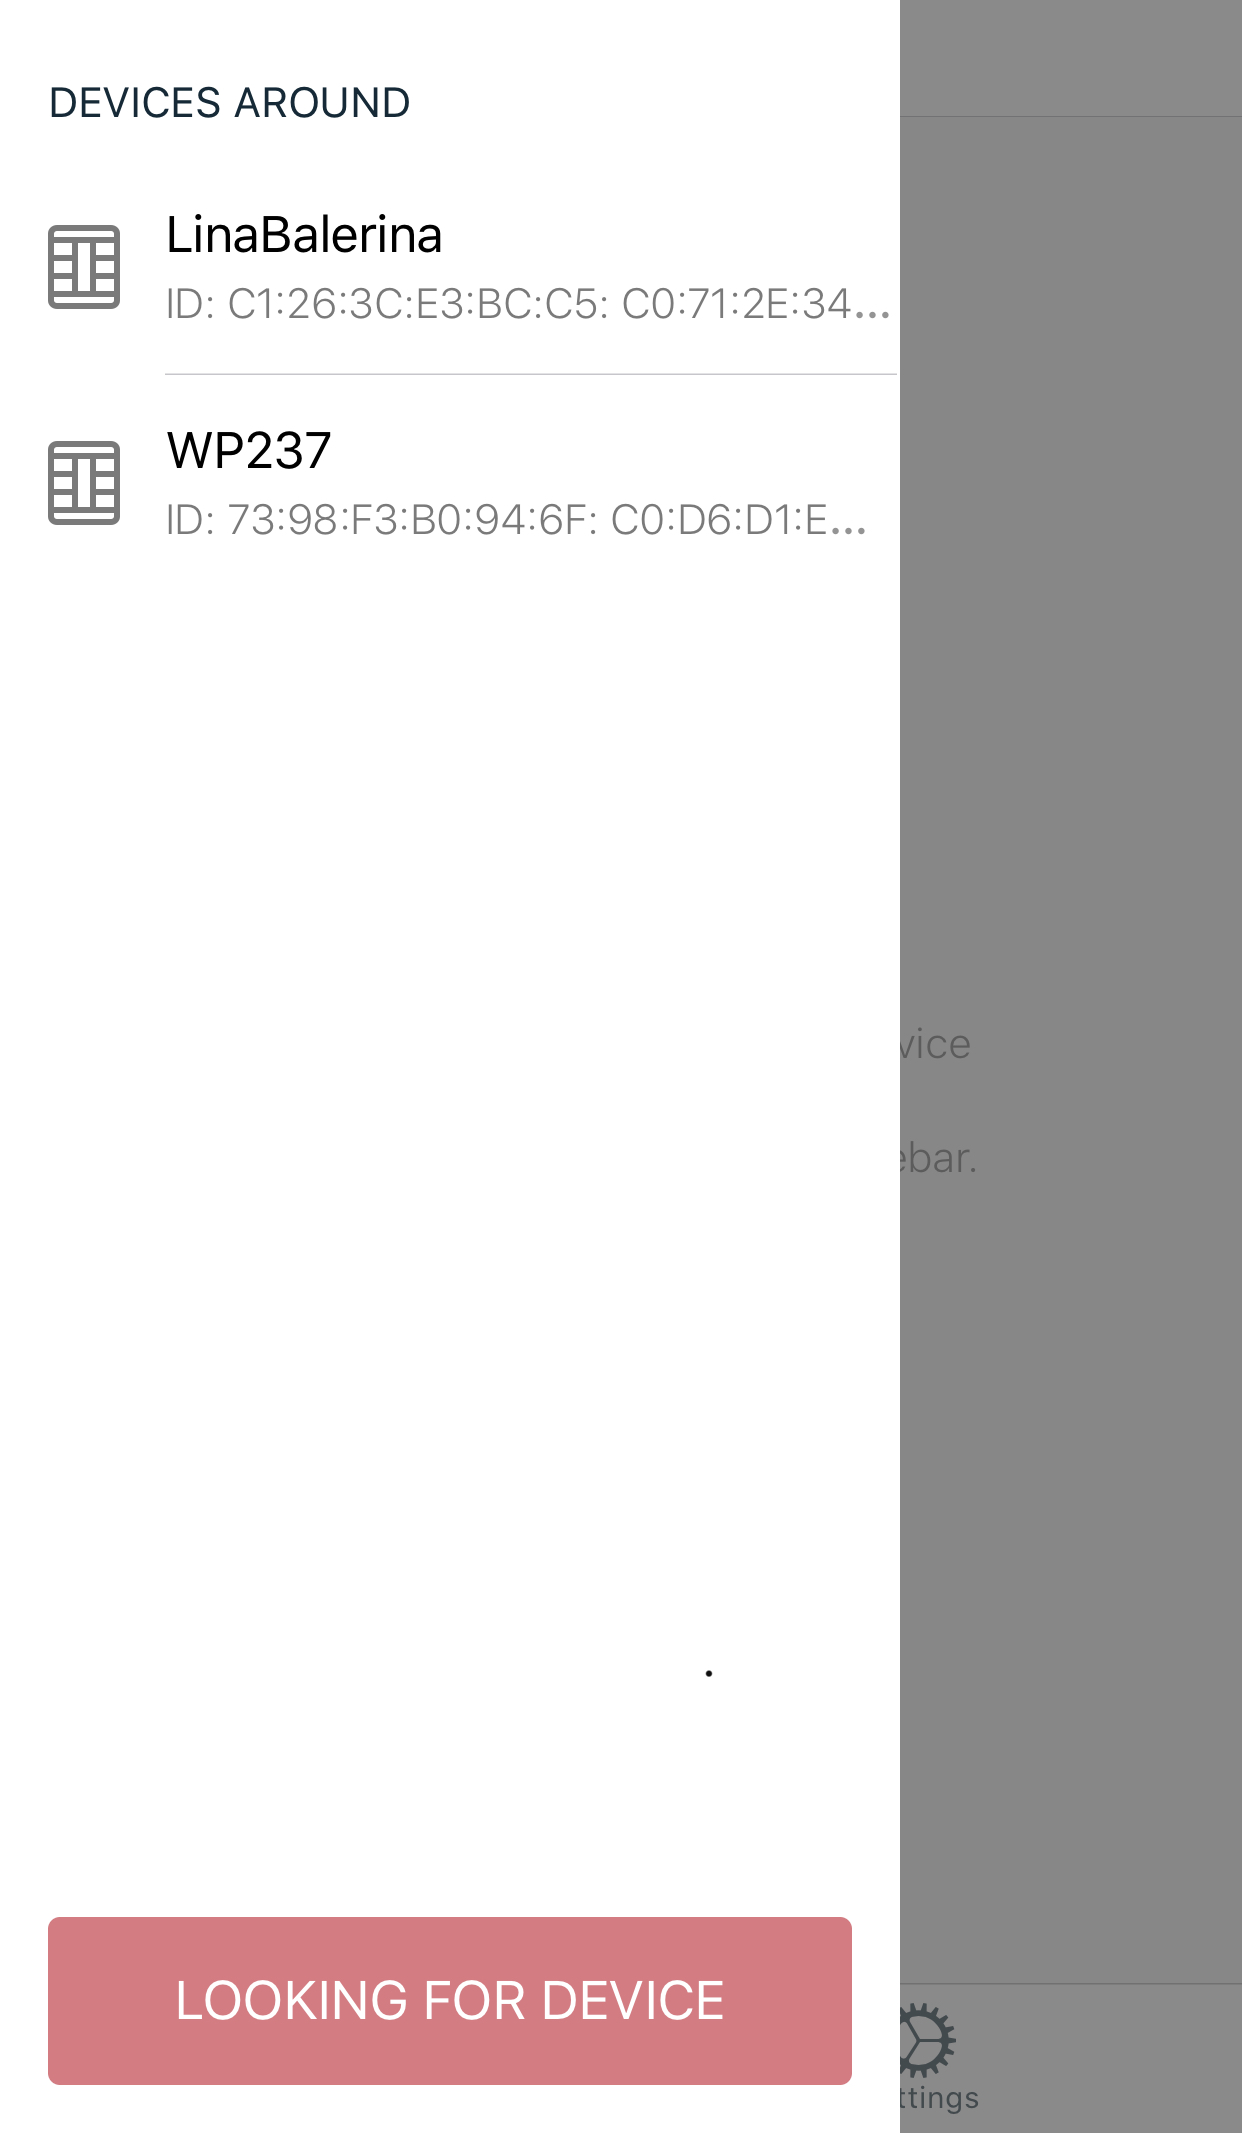 DEVICES AROUND
LinaBalerina
ID: C1:26:3C:E3:BC:C5: C0:71:2E:34...
WP237
ID: 73:98:F3:B0:94:6F: C0:D6:D1:E...
vice
ebar.
LOOKING FOR DEVICE
ttings